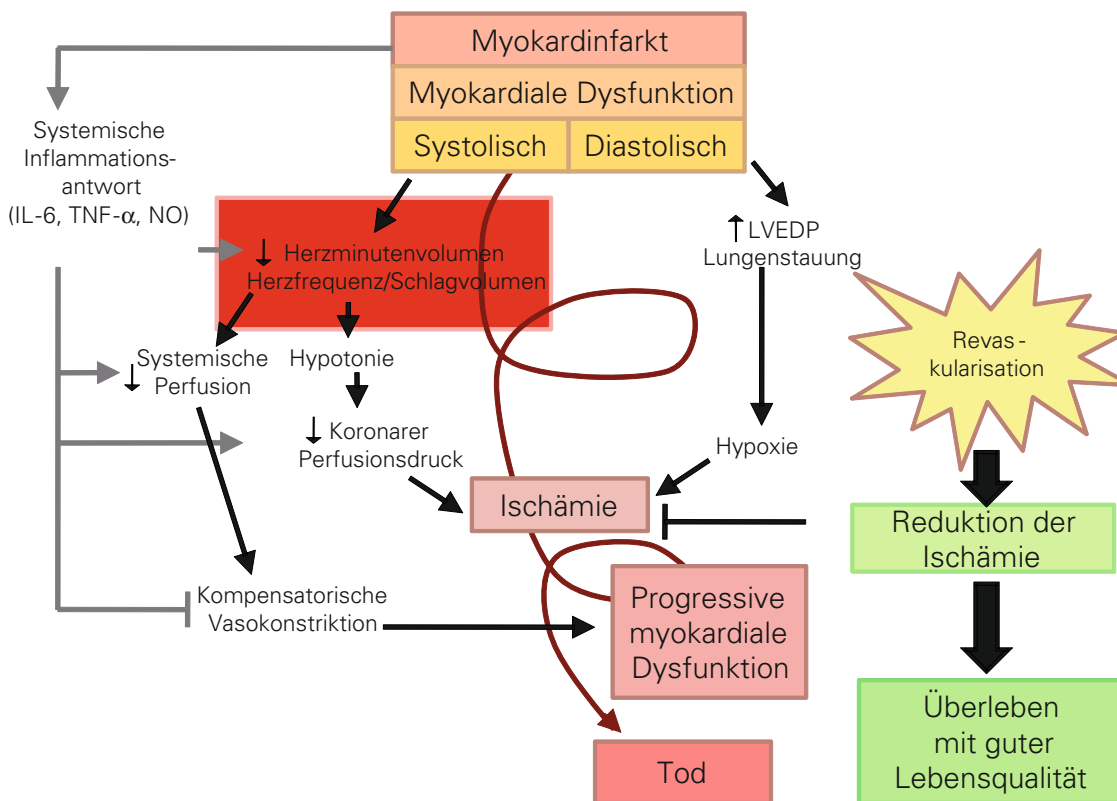 Myokardinfarkt
Myokardiale Dysfunktion
Systolisch
Diastolisch
Systemische
Inflammations-
antwort
(IL-6, TNF-α, NO)
↓ Herzminutenvolumen
Herzfrequenz/Schlagvolumen
↑ LVEDP
Lungenstauung
Revas -
kularisation
↓ Systemische
Perfusion
Hypotonie
↓ Koronarer
Perfusionsdruck
Hypoxie
Ischämie
Reduktion der
Ischämie
Kompensatorische
Vasokonstriktion
Progressive
myokardiale
Dysfunktion
Überleben
mit guter
Lebensqualität
Tod